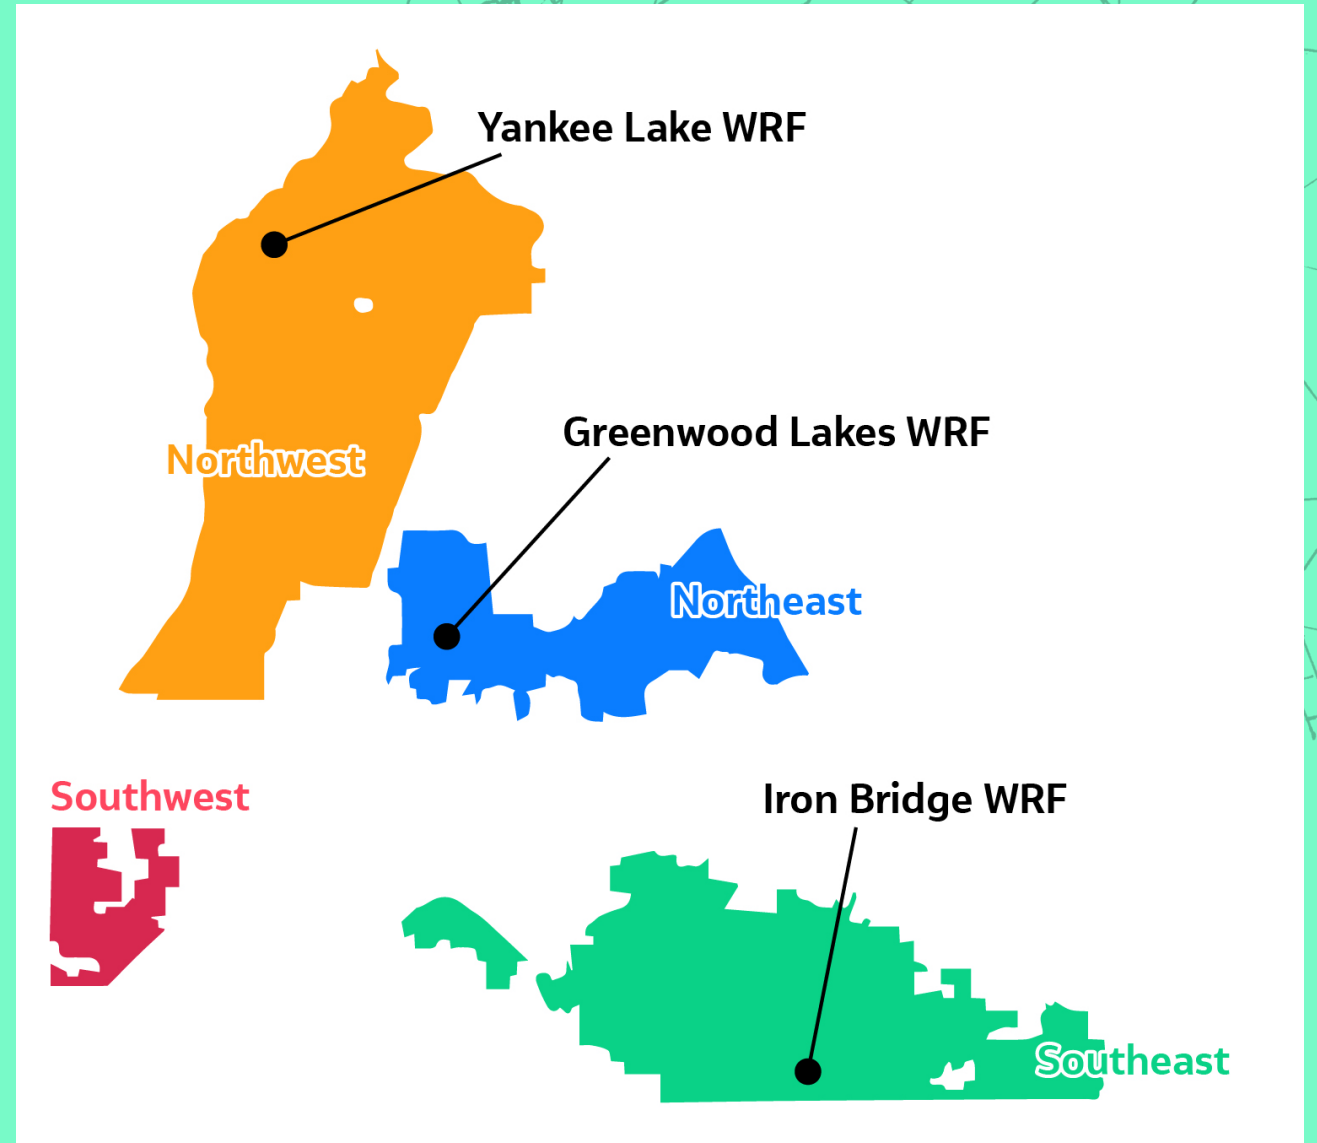 Yankee Lake WRF
Greenwood Lakes WRF
Northwest
Northeast
Southwest
Iron Bridge WRF
Southeast